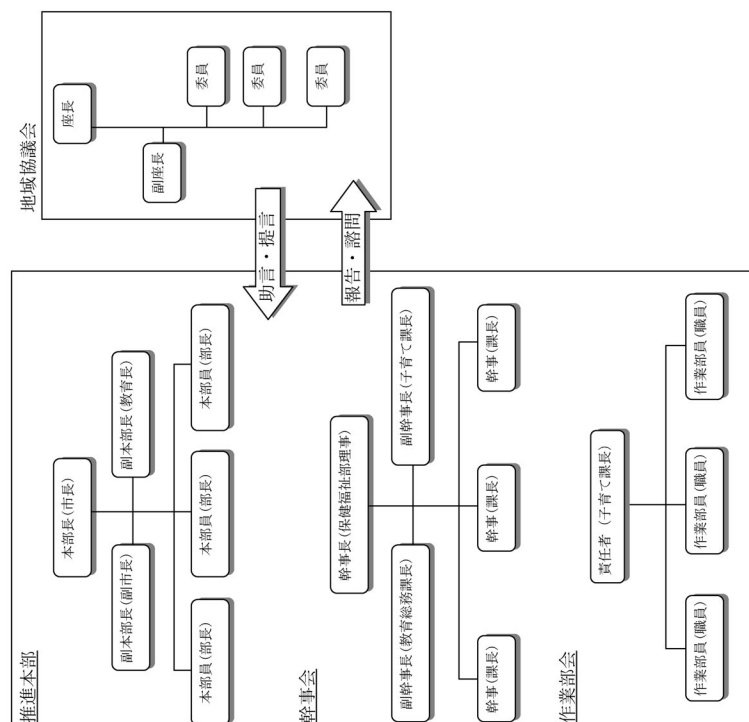 推進本部
本部長(市長)
副本部長(副市長)
副本部長(教育長)
本部員(部長)
本部員(部長)
本部員(部長)
幹事会
幹事長(保健福祉部理事)
副幹事長(教育総務課長)
副幹事長(子育て課長)
幹事(課長)
幹事(課長)
幹事(課長)
作業部会
責任者(子育て課長)
作業部員(職員)
作業部員(職員)
作業部員(職員)
助言・提言
報告・諮問
地域協議会
座長
副座長
委員
委員
委員